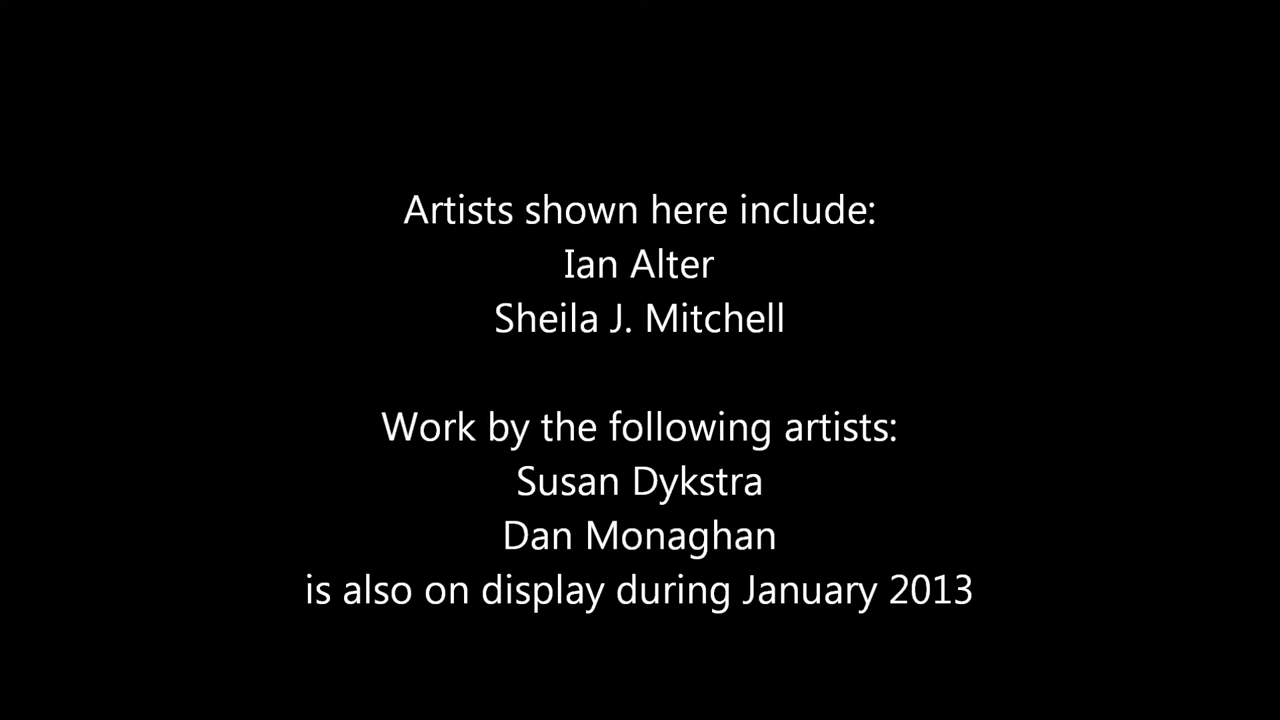 Artists shown here include:
Ian Alter
Sheila J. Mitchell
Work by the following artists:
Susan Dykstra
Dan Monaghan
is also on display during January 2013